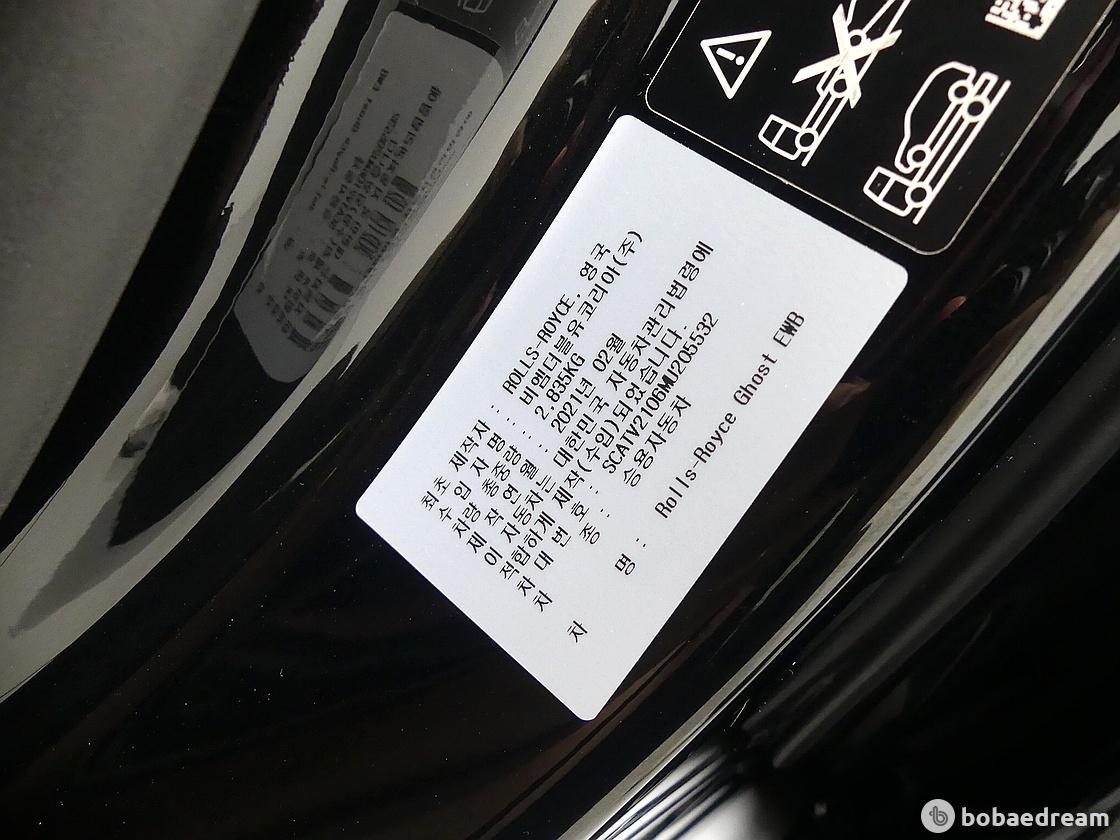 최초 제작자 : ROLLS-ROYCE, 영국
수입 자명 : 비엠더블유코리아(주)
차량 총중량 : 2,835KG
제 작 연 월 : 2021년 02월
이 자동차는 대한민국 자동차관리법령에
적합하게 제작(수입)되었습니다.
차 대 번 호 : SCATV2106MU205532
차 종 : 승용자동차
차 명 : Rolls-Royce Ghost EWB
bobaedream